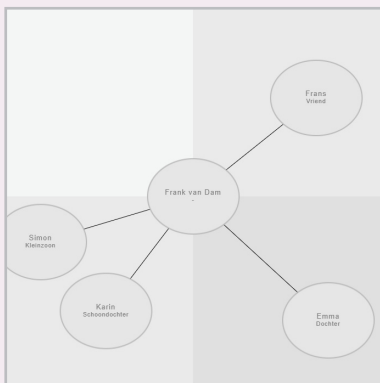 Frans
Vriend
Frank van Dam
-
Simon
Kleinzoon
Karin
Schoondochter
Emma
Dochter